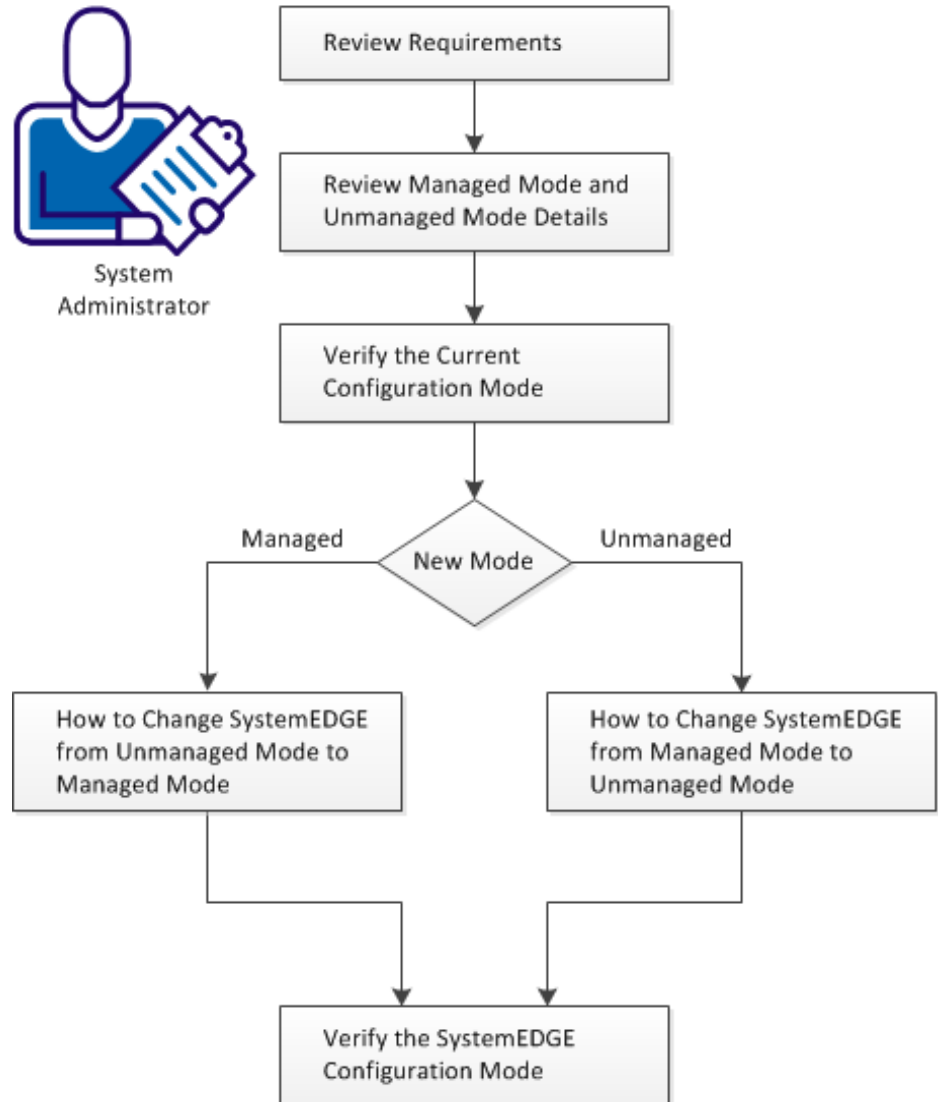 Review Requirements
Review Managed Mode and
Unmanaged Mode Details
System
Administrator
Verify the Current
Configuration Mode
Managed
New Mode
Unmanaged
How to Change SystemEDGE
from Unmanaged Mode to
Managed Mode
How to Change SystemEDGE
from Managed Mode to
Unmanaged Mode
Verify the SystemEDGE
Configuration Mode